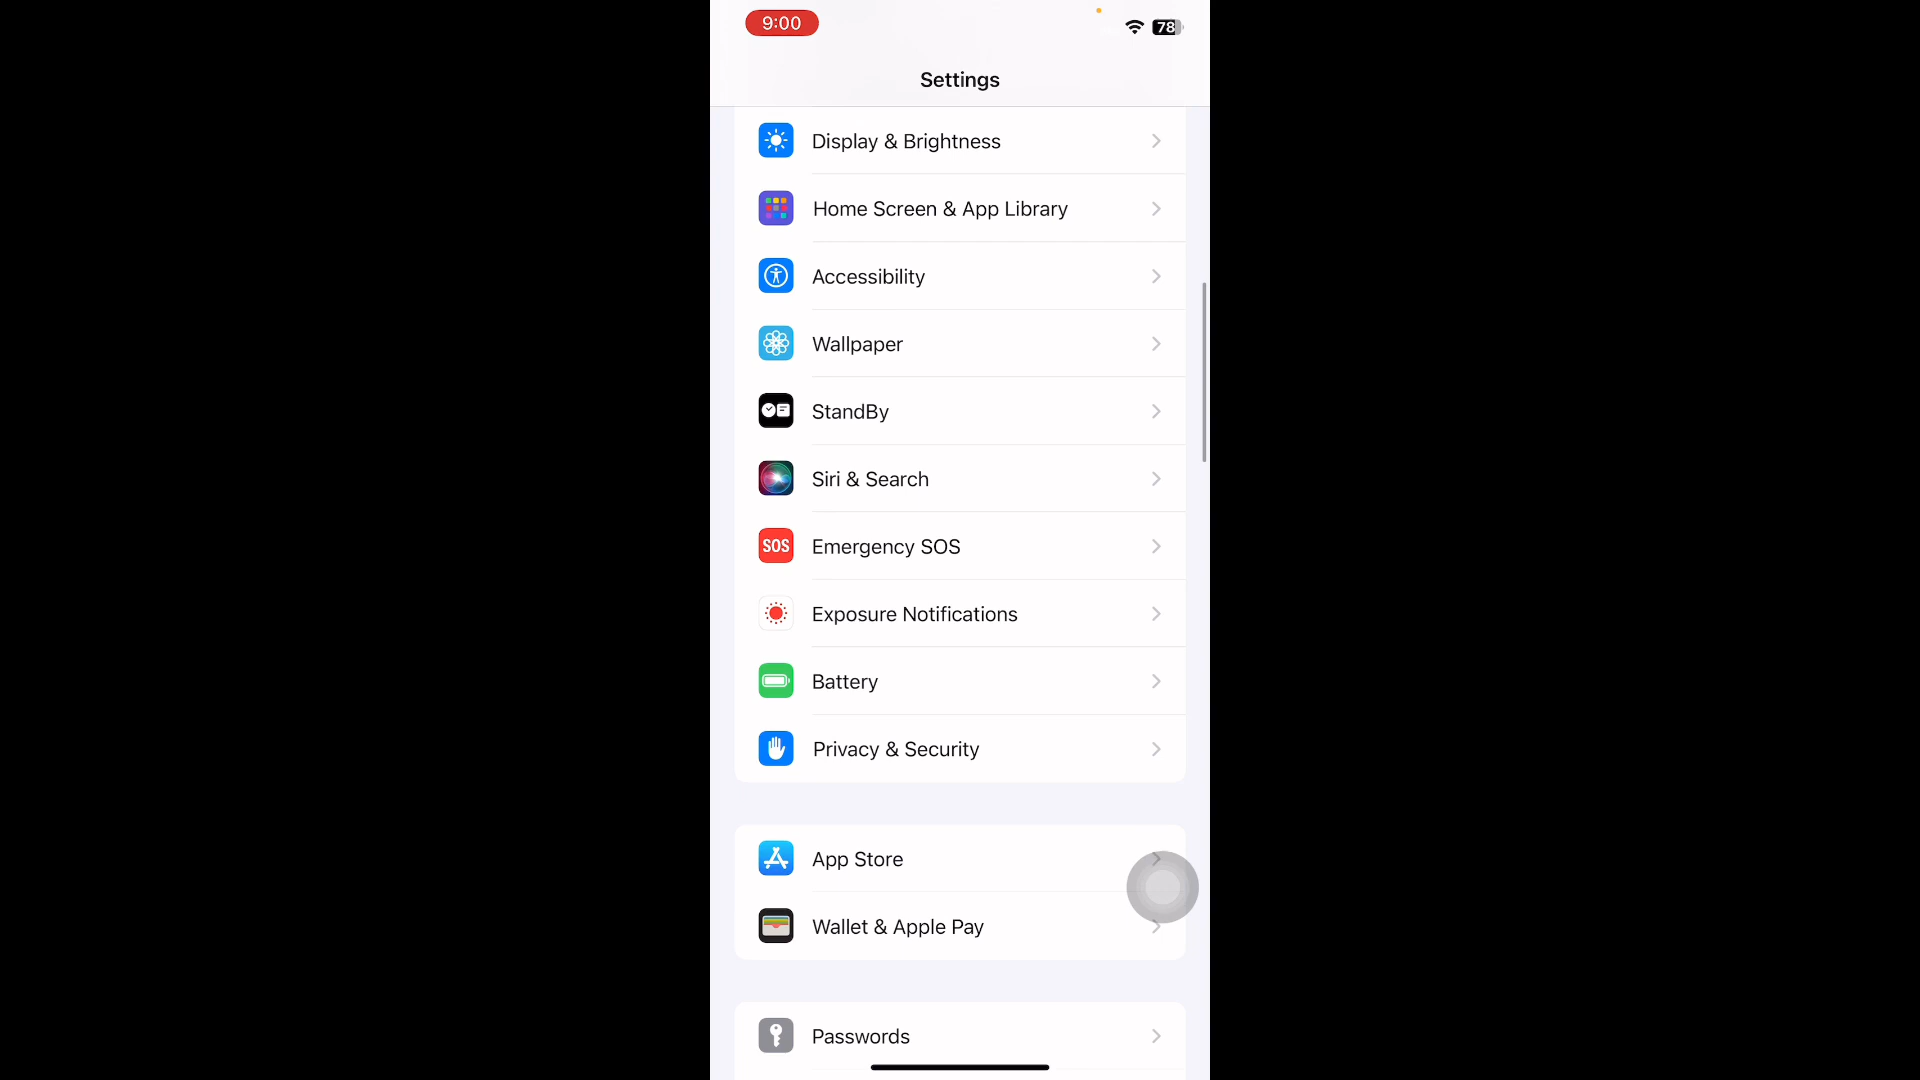 9:00
78
Settings
Display & Brightness
Home Screen & App Library
Accessibility
Wallpaper
StandBy
Siri & Search
SOS Emergency SOS
Exposure Notifications
Battery
Privacy & Security
App Store
Wallet & Apple Pay
Passwords